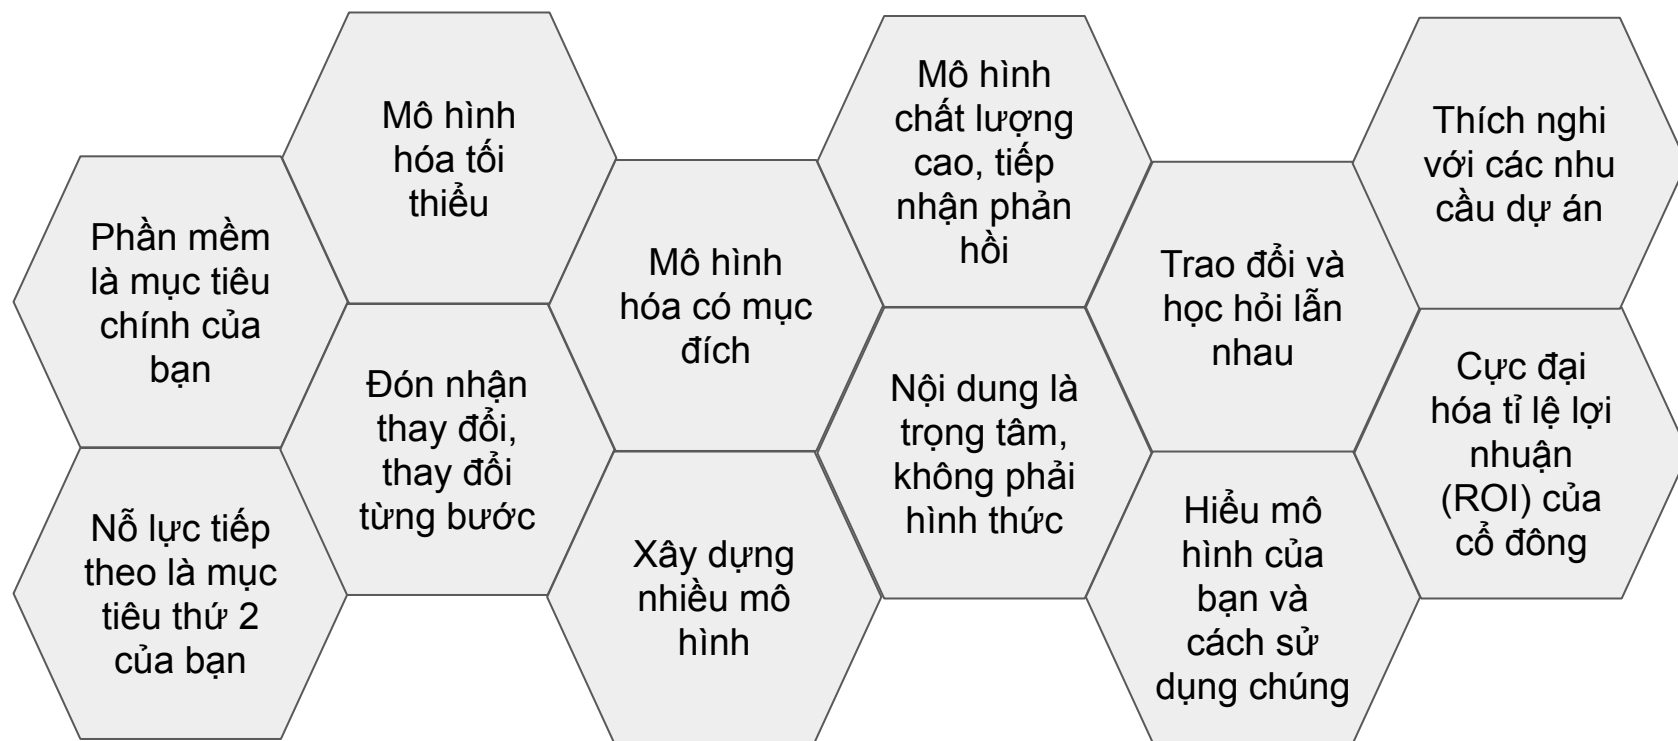 Phần mềm
là mục tiêu
chính của
bạn
Nỗ lực tiếp
theo là mục
tiêu thứ 2
của bạn
Mô hình
hóa tối
thiểu
Đón nhận
thay đổi,
thay đổi
từng bước
Mô hình
hóa có mục
đích
Xây dựng
nhiều mô
hình
Mô hình
chất lượng
cao, tiếp
nhận phản
hồi
Nội dung là
trọng tâm,
không phải
hình thức
Trao đổi và
học hỏi lẫn
nhau
Hiểu mô
hình của
bạn và
cách sử
dụng chúng
Thích nghi
với các nhu
cầu dự án
Cực đại
hóa tỉ lệ lợi
nhuận
(ROI) của
cổ đông